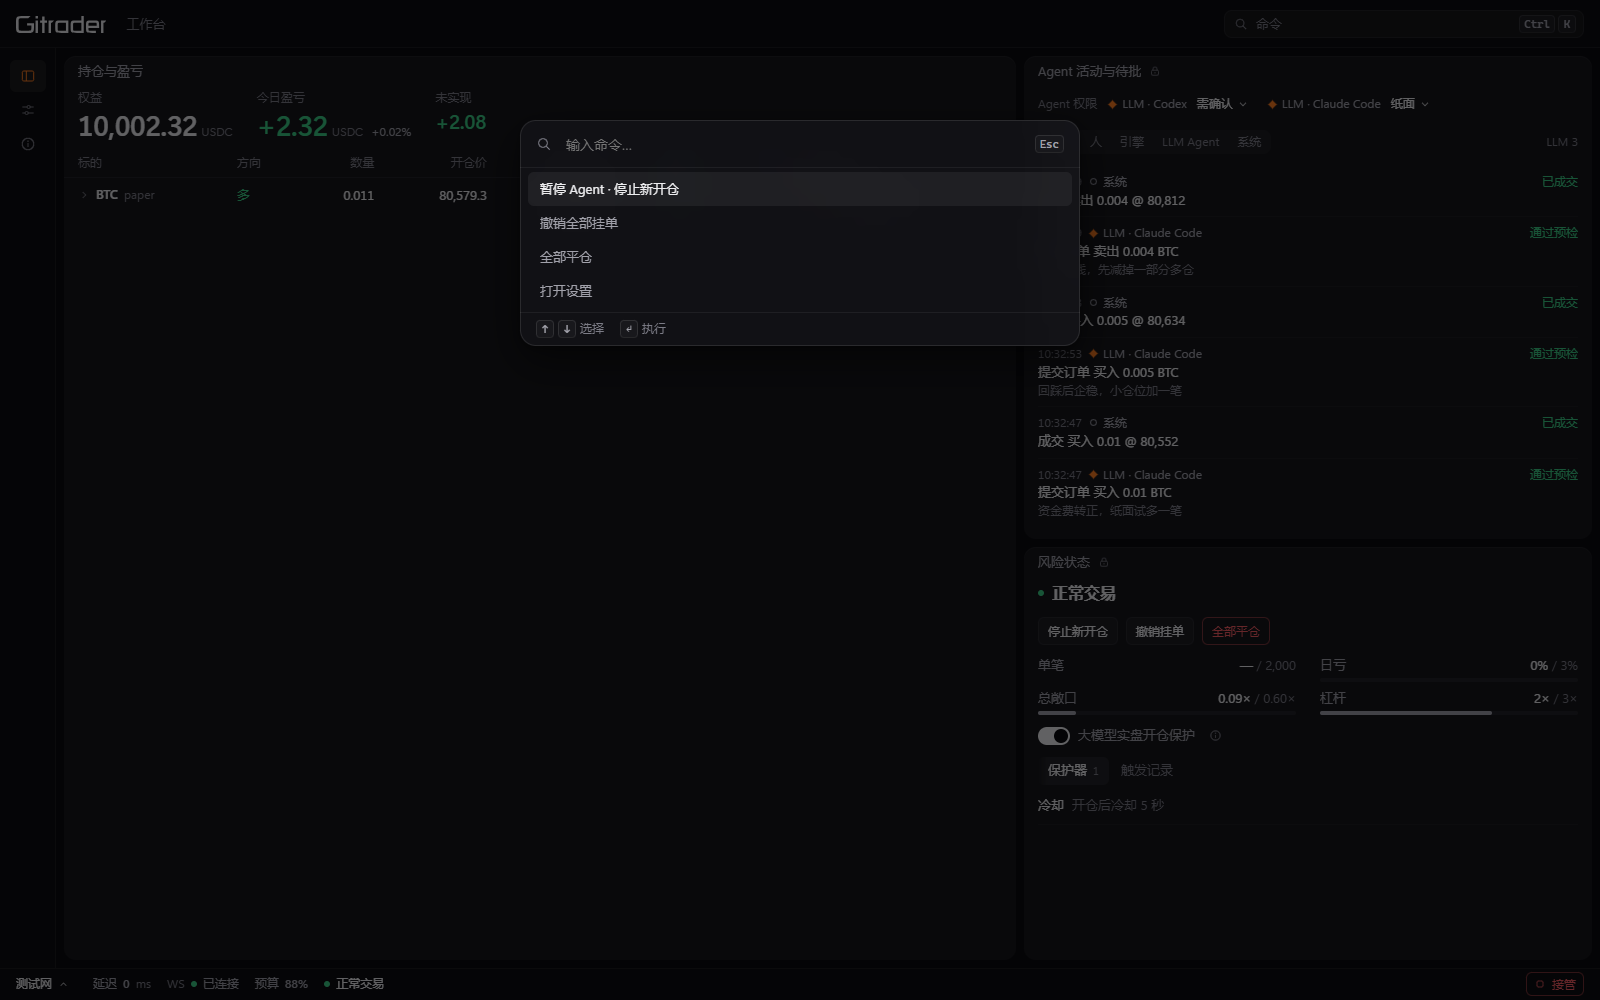 Gitrader 工作台 命令 Ctrl K
持仓与盈亏
权益 今日盈亏 未实现
10,002.32 USDC +2.32 USDC +0.02% +2.08
标的 方向 数量 开仓价
BTC paper 多 0.011 80,579.3
输入命令... Esc
暂停 Agent · 停止新开仓
撤销全部挂单
全部平仓
打开设置
↑ ↓ 选择 ↵ 执行
Agent 活动与待批
Agent 权限 LLM · Codex 需确认 LLM · Claude Code 纸面
人 引擎 LLM Agent 系统 LLM 3
系统 已成交
出 0.004 @ 80,812
LLM · Claude Code 通过预检
单 卖出 0.004 BTC
，先减掉一部分多仓
系统 已成交
入 0.005 @ 80,634
10:32:53 LLM · Claude Code 通过预检
提交订单 买入 0.005 BTC
回踩后企稳，小仓位加一笔
10:32:47 系统 已成交
成交 买入 0.01 @ 80,552
10:32:47 LLM · Claude Code 通过预检
提交订单 买入 0.01 BTC
资金费转正，纸面试多一笔
风险状态
正常交易
停止新开仓 撤销挂单 全部平仓
单笔 — / 2,000 日亏 0% / 3%
总敞口 0.09× / 0.60× 杠杆 2× / 3×
大模型实盘开仓保护
保护器 1 触发记录
冷却 开仓后冷却 5 秒
测试网 延迟 0 ms WS 已连接 预算 88% 正常交易 接管